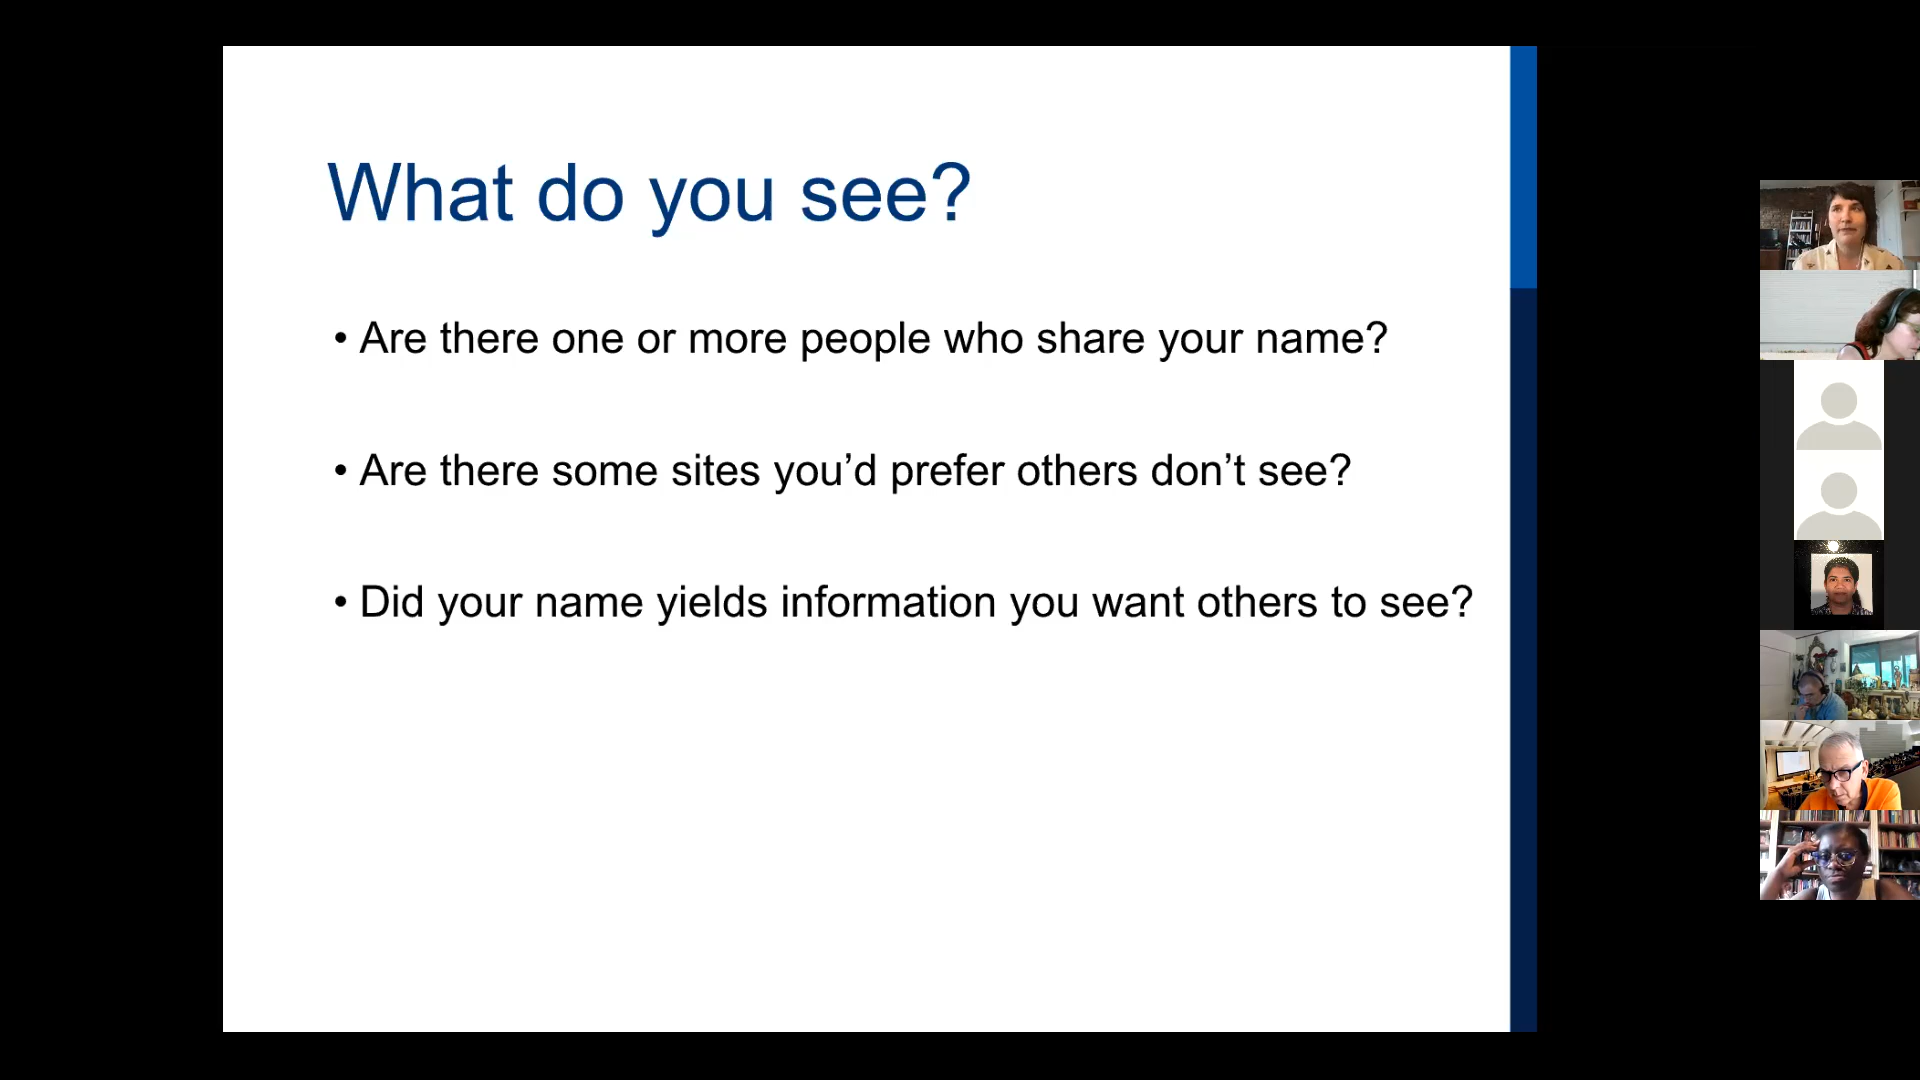 What do you see?
• Are there one or more people who share your name?
• Are there some sites you’d prefer others don’t see?
• Did your name yields information you want others to see?